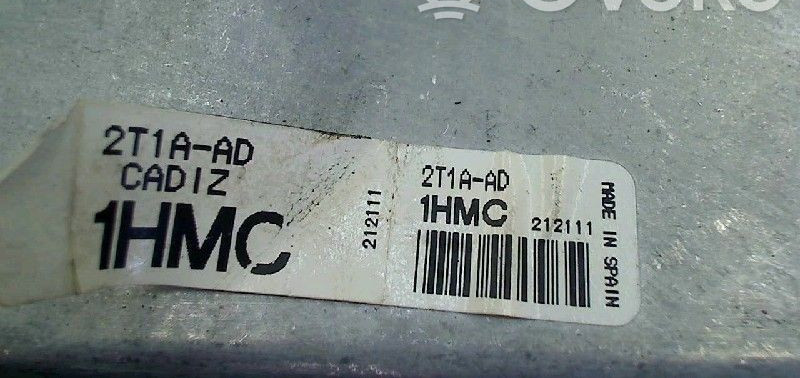 2T1A-AD
CADIZ
1HMC
212111
2T1A-AD
1HMC 212111
MADE IN SPAIN